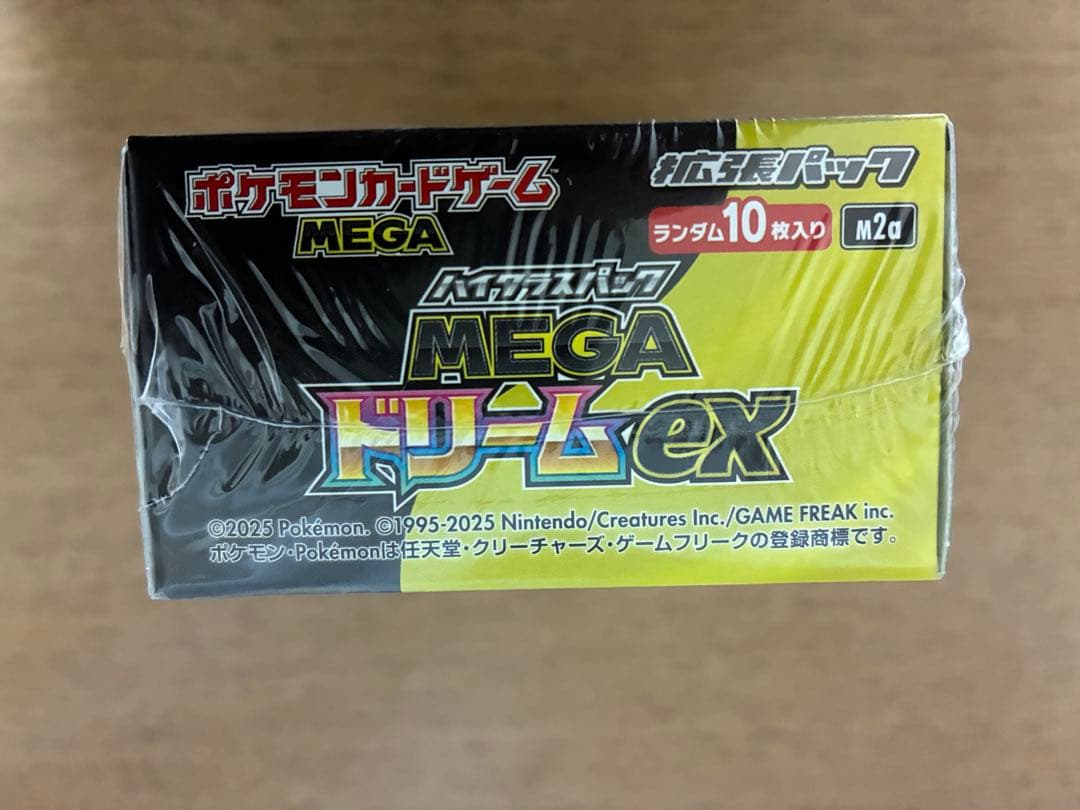 ポケモンカードゲーム™
MEGA
拡張パック
ランダム10枚入り
M2a
ハイクラスパック
MEGA
ドリームex
©2025 Pokémon. ©1995-2025 Nintendo/Creatures Inc./GAME FREAK inc.
ポケモン・Pokémonは任天堂・クリーチャーズ・ゲームフリークの登録商標です。